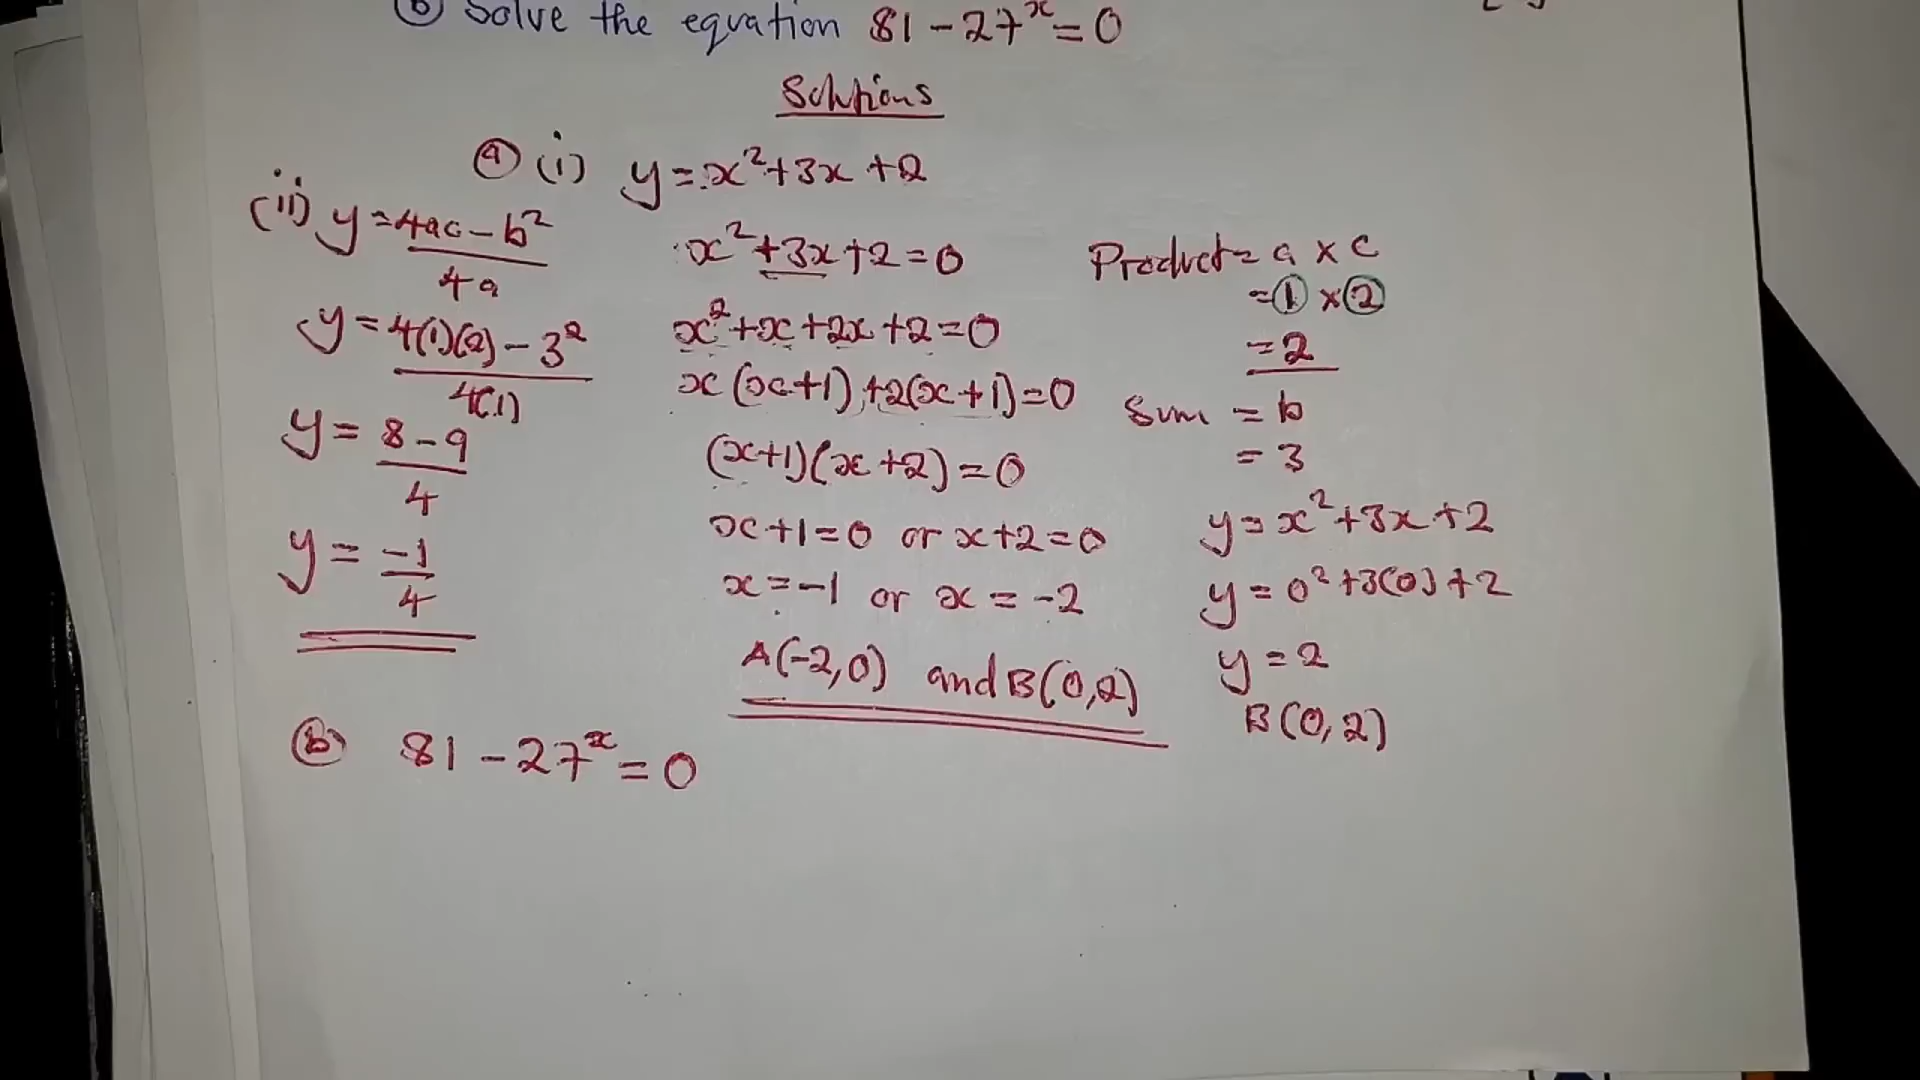 (b) Solve the equation 81 - 27^x = 0
Solutions
(a) (i) y = x² + 3x + 2
x² + 3x + 2 = 0
x² + x + 2x + 2 = 0
x(x+1) + 2(x+1) = 0
(x+1)(x+2) = 0
x+1 = 0 or x+2 = 0
x = -1 or x = -2
A(-2,0) and B(0,2)
Product = a x c
= 1 x 2
= 2
Sum = b
= 3
y = x² + 3x + 2
y = 0² + 3(0) + 2
y = 2
B(0,2)
(ii) y = 4ac - b² / 4a
y = 4(1)(2) - 3² / 4(1)
y = 8 - 9 / 4
y = -1 / 4
(b) 81 - 27^x = 0